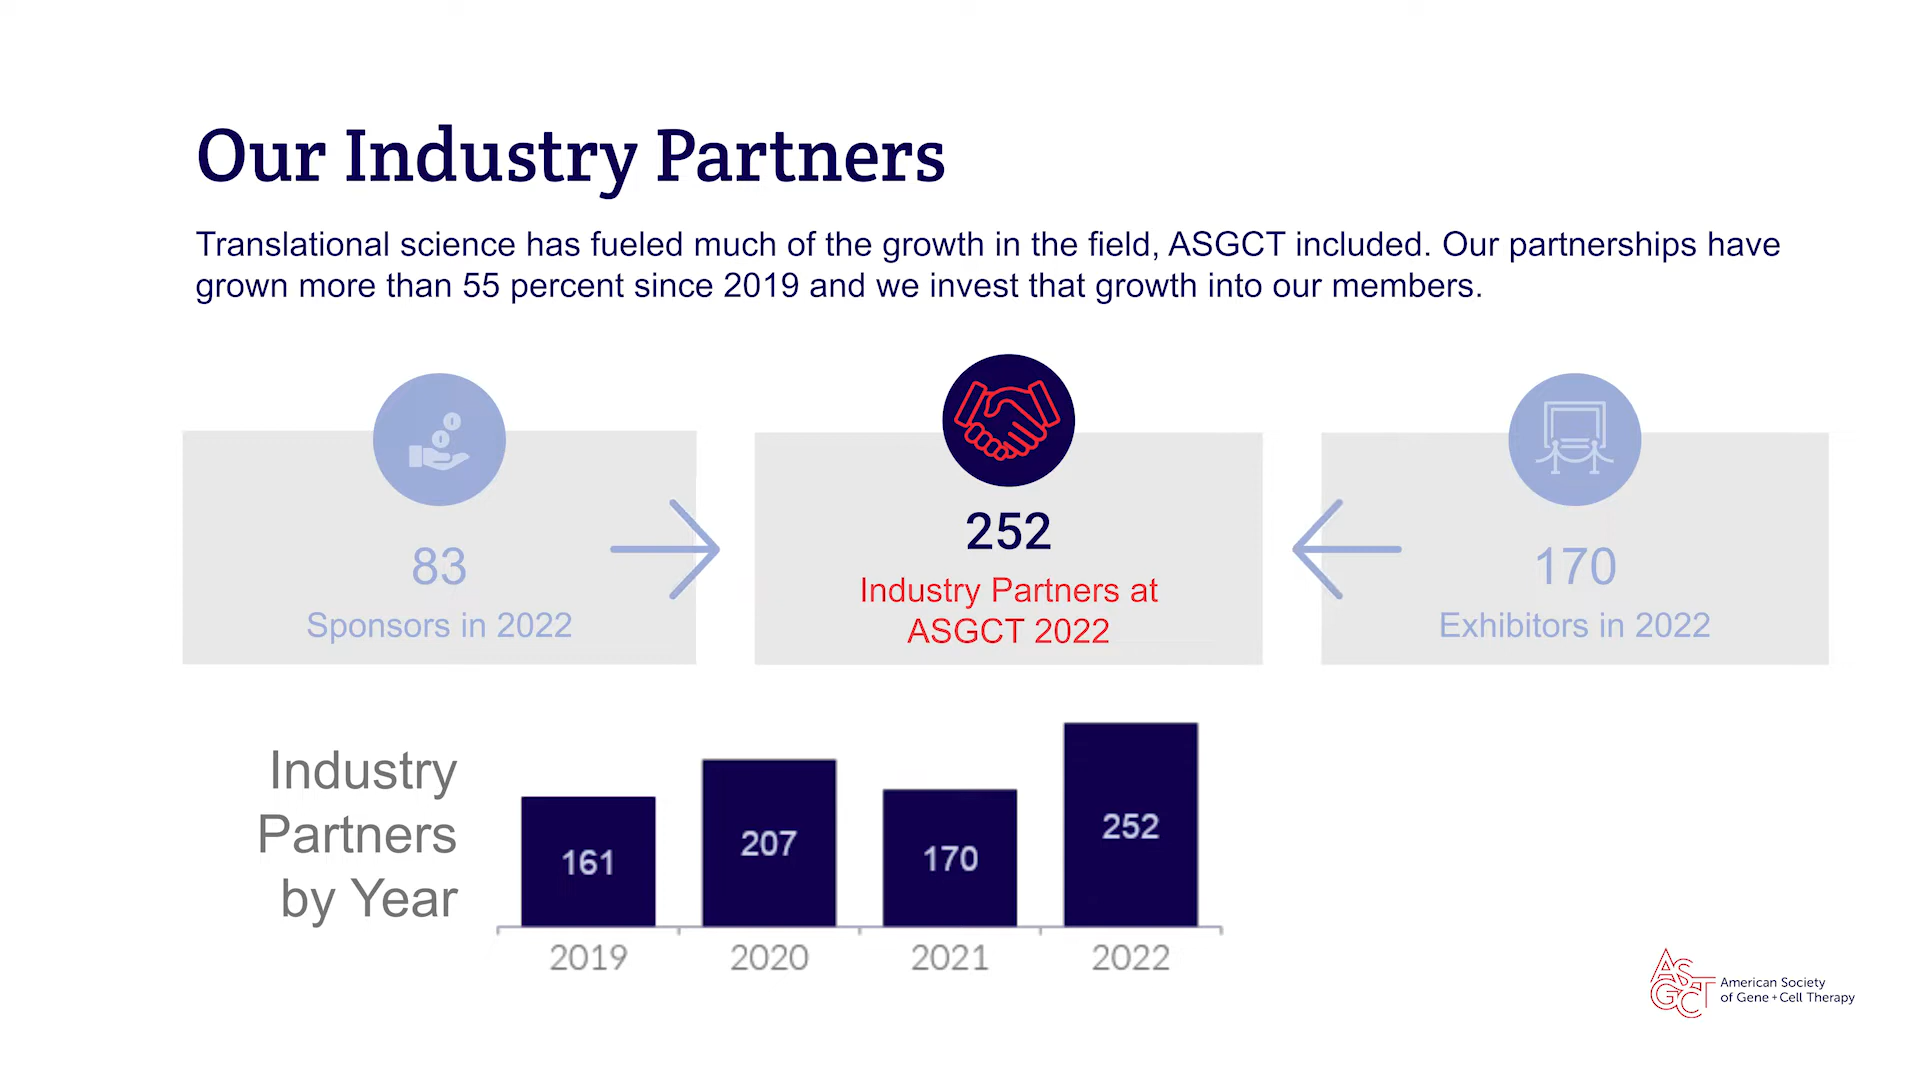 Our Industry Partners
Translational science has fueled much of the growth in the field, ASGCT included. Our partnerships have
grown more than 55 percent since 2019 and we invest that growth into our members.
83
Sponsors in 2022
252
Industry Partners at
ASGCT 2022
170
Exhibitors in 2022
Industry
Partners
by Year
161
207
170
252
2019
2020
2021
2022
ASGCT
American Society
of Gene + Cell Therapy